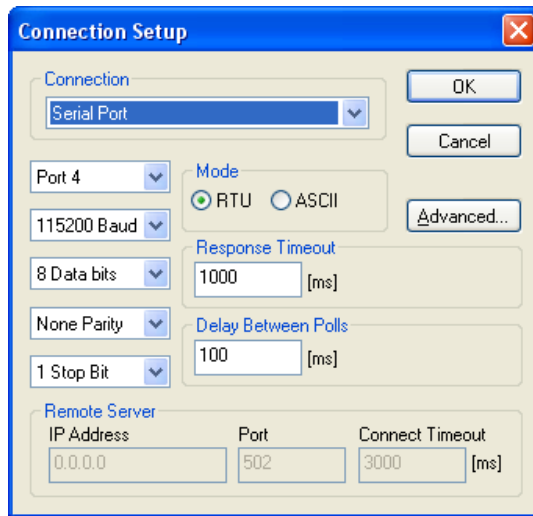 Connection Setup
Connection
Serial Port
OK
Cancel
Port 4
Mode
RTU
ASCII
115200 Baud
Advanced...
Response Timeout
8 Data bits
1000
[ms]
None Parity
Delay Between Polls
100
[ms]
1 Stop Bit
Remote Server
IP Address
Port
Connect Timeout
0.0.0.0
502
3000
[ms]